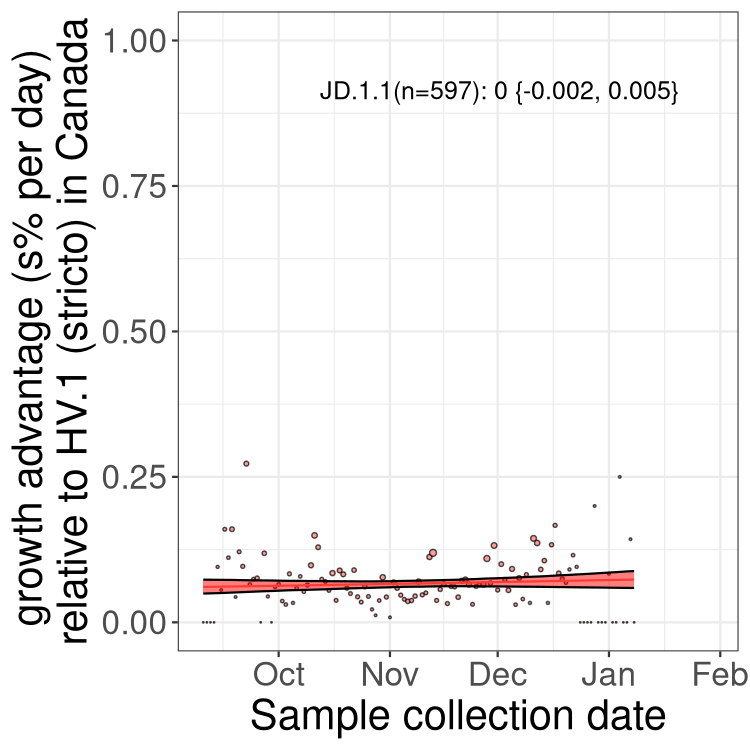 growth advantage (s% per day)
relative to HV.1 (stricto) in Canada
1.00
0.75
0.50
0.25
0.00
JD.1.1(n=597): 0 {-0.002, 0.005}
Oct Nov Dec Jan Feb
Sample collection date